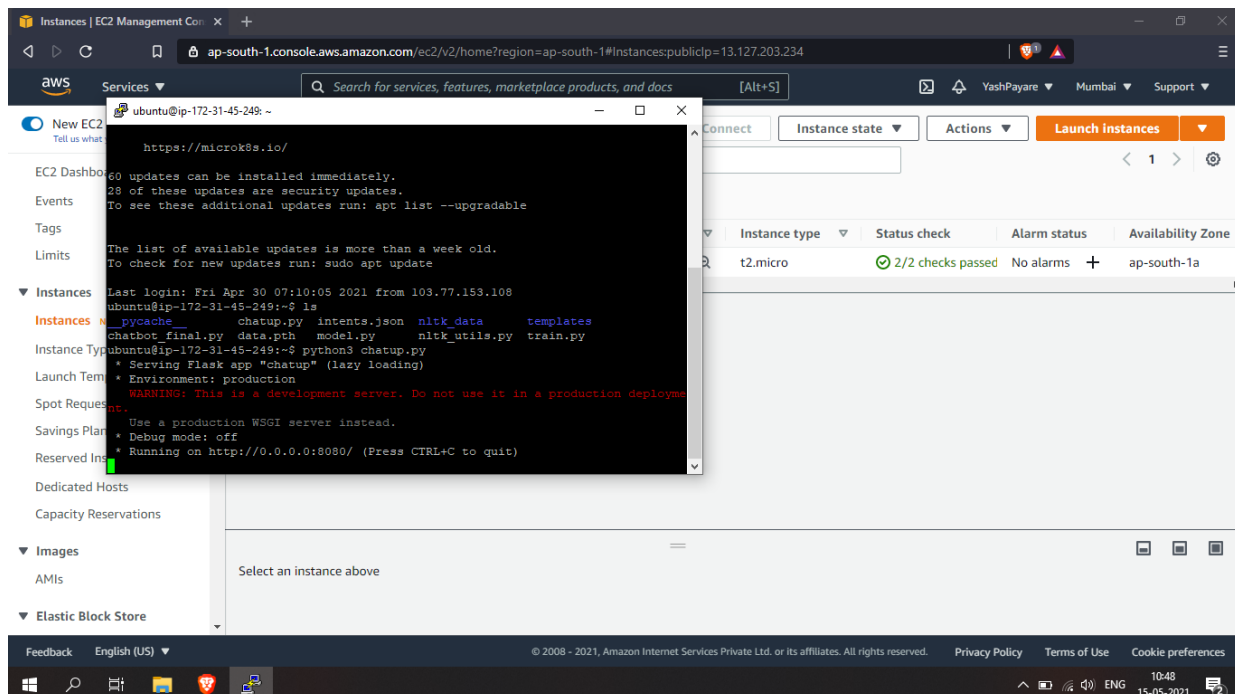 Instances | EC2 Management Con
ap-south-1.console.aws.amazon.com/ec2/v2/home?region=ap-south-1#Instances:publicIp=13.127.203.234
aws
Services
Search for services, features, marketplace products, and docs
[Alt+S]
YashPayare
Mumbai
Support
New EC2
Tell us what
EC2 Dashbo
Events
Tags
Limits
Instances
Instances
Instance Typ
Launch Tem
Spot Reques
Savings Plan
Reserved Ins
Dedicated Hosts
Capacity Reservations
Images
AMIs
Elastic Block Store
ubuntu@ip-172-31-45-249: ~
https://microk8s.io/
60 updates can be installed immediately.
28 of these updates are security updates.
To see these additional updates run: apt list --upgradable
The list of available updates is more than a week old.
To check for new updates run: sudo apt update
Last login: Fri Apr 30 07:10:05 2021 from 103.77.153.108
ubuntu@ip-172-31-45-249:~$ ls
__pycache__ chatup.py intents.json nltk_data templates
chatbot_final.py data.pth model.py nltk_utils.py train.py
ubuntu@ip-172-31-45-249:~$ python3 chatup.py
* Serving Flask app "chatup" (lazy loading)
* Environment: production
WARNING: This is a development server. Do not use it in a production deployme
nt.
Use a production WSGI server instead.
* Debug mode: off
* Running on http://0.0.0.0:8080/ (Press CTRL+C to quit)
Connect
Instance state
Actions
Launch instances
1
Instance type
Status check
Alarm status
Availability Zone
t2.micro
2/2 checks passed
No alarms +
ap-south-1a
Select an instance above
Feedback
English (US)
© 2008 - 2021, Amazon Internet Services Private Ltd. or its affiliates. All rights reserved.
Privacy Policy
Terms of Use
Cookie preferences
ENG
10:48
15-05-2021